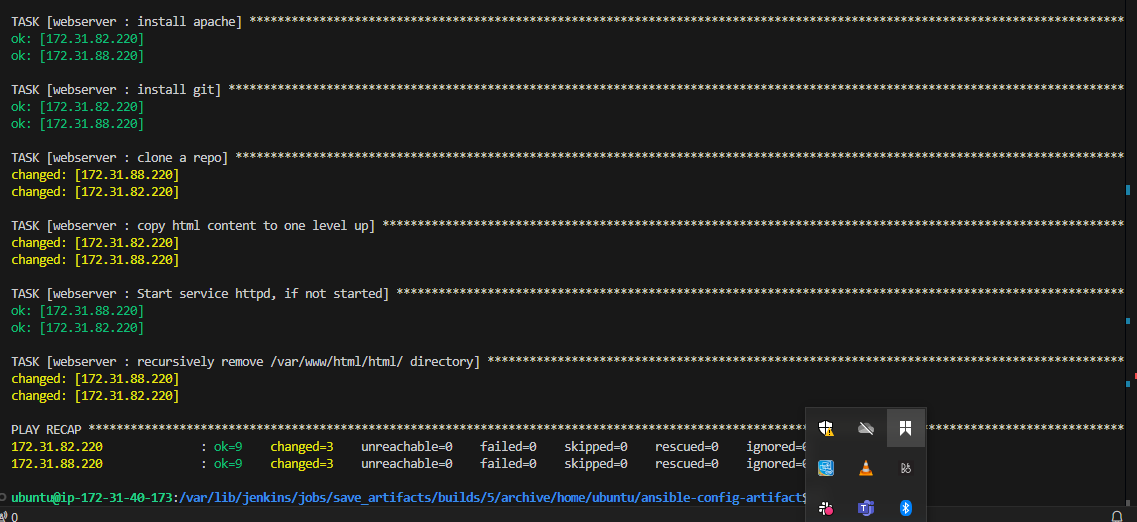 TASK [webserver : install apache] ****************************************************************************************************************************
ok: [172.31.82.220]
ok: [172.31.88.220]
TASK [webserver : install git] *******************************************************************************************************************************
ok: [172.31.82.220]
ok: [172.31.88.220]
TASK [webserver : clone a repo] ******************************************************************************************************************************
changed: [172.31.88.220]
changed: [172.31.82.220]
TASK [webserver : copy html content to one level up] *********************************************************************************************************
changed: [172.31.82.220]
changed: [172.31.88.220]
TASK [webserver : Start service httpd, if not started] *******************************************************************************************************
ok: [172.31.88.220]
ok: [172.31.82.220]
TASK [webserver : recursively remove /var/www/html/html/ directory] ******************************************************************************************
changed: [172.31.88.220]
changed: [172.31.82.220]
PLAY RECAP ***************************************************************************************************************************************************
172.31.82.220 : ok=9 changed=3 unreachable=0 failed=0 skipped=0 rescued=0 ignored=0
172.31.88.220 : ok=9 changed=3 unreachable=0 failed=0 skipped=0 rescued=0 ignored=0
ubuntu@ip-172-31-40-173:/var/lib/jenkins/jobs/save_artifacts/builds/5/archive/home/ubuntu/ansible-config-artifact$
0